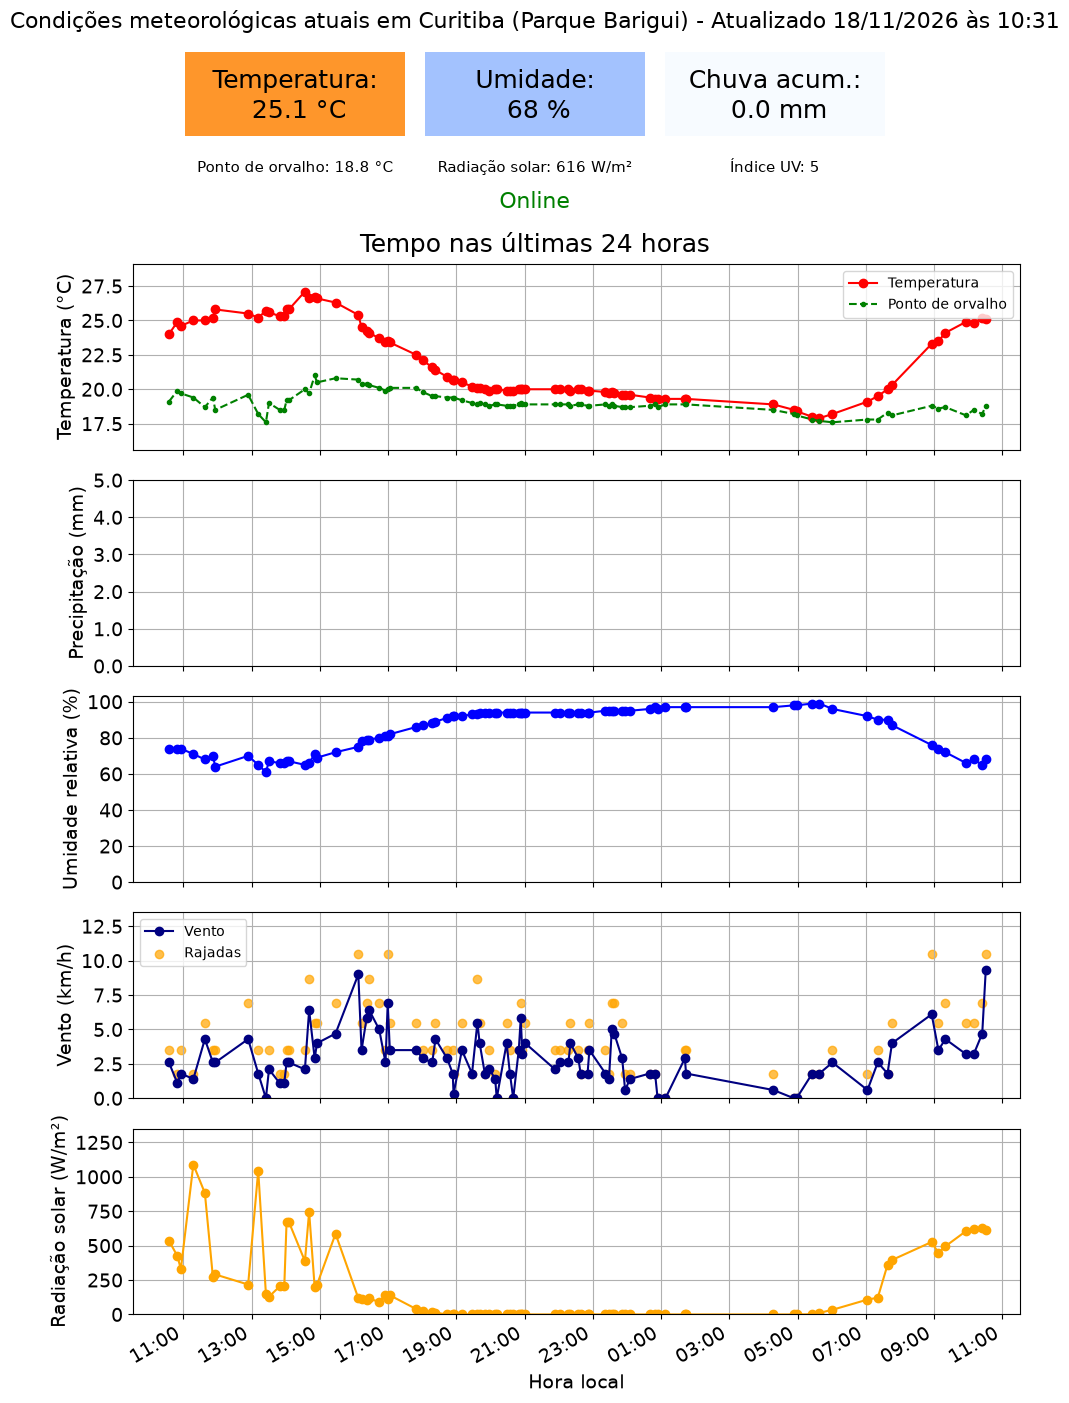 Condições meteorológicas atuais em Curitiba (Parque Barigui) - Atualizado 18/11/2026 às 10:31
Temperatura:
25.1 °C
Umidade:
68 %
Chuva acum.:
0.0 mm
Ponto de orvalho: 18.8 °C
Radiação solar: 616 W/m²
Índice UV: 5
Online
Tempo nas últimas 24 horas
Temperatura (°C)
27.5
25.0
22.5
20.0
17.5
Temperatura
Ponto de orvalho
Precipitação (mm)
5.0
4.0
3.0
2.0
1.0
0.0
Umidade relativa (%)
100
80
60
40
20
0
Vento (km/h)
12.5
10.0
7.5
5.0
2.5
0.0
Vento
Rajadas
Radiação solar (W/m²)
1250
1000
750
500
250
0
11:00
13:00
15:00
17:00
19:00
21:00
23:00
01:00
03:00
05:00
07:00
09:00
11:00
Hora local